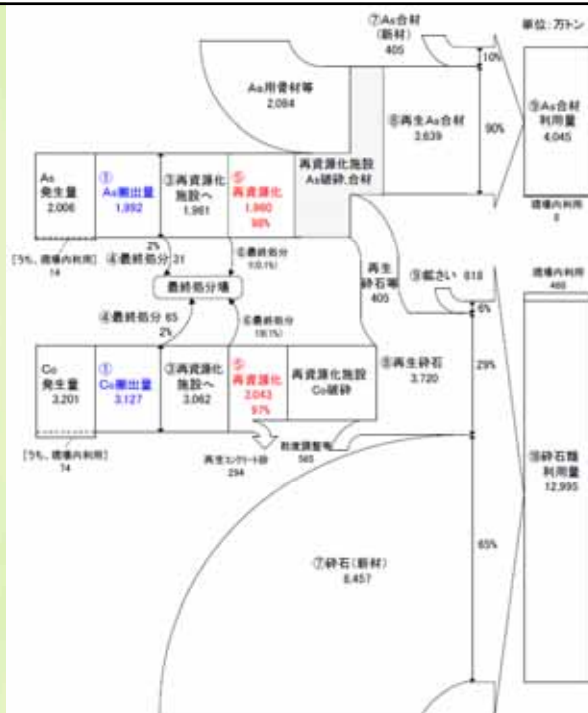 単位:万トン
⑦As合材
(新材)
405
10%
As用骨材等
2,084
⑧再生As合材
3,639
90%
⑨As合材
利用量
4,045
現場内利用
0
As
発生量
2,006
①
As搬出量
1,992
③再資源化
施設へ
1,961
⑤
再資源化
1,960
98%
再資源化施設
As破砕、合材
[うち、現場内利用]
14
2%
④最終処分 31
⑥最終処分
1(0.1%)
最終処分場
再生
砕石等
405
⑨鉱さい 818
6%
現場内利用
460
④最終処分 65
2%
⑥最終処分
Co
発生量
3,201
①
Co搬出量
3,127
③再資源化
施設へ
3,062
⑤
再資源化
97%
再資源化施設
Co破砕
⑧再生砕石
3,720
29%
[うち、現場内利用]
74
再生コンクリート砂
294
粒度調整等
565
⑩砕石類
利用量
12,995
⑦砕石(新材)
8,457
65%